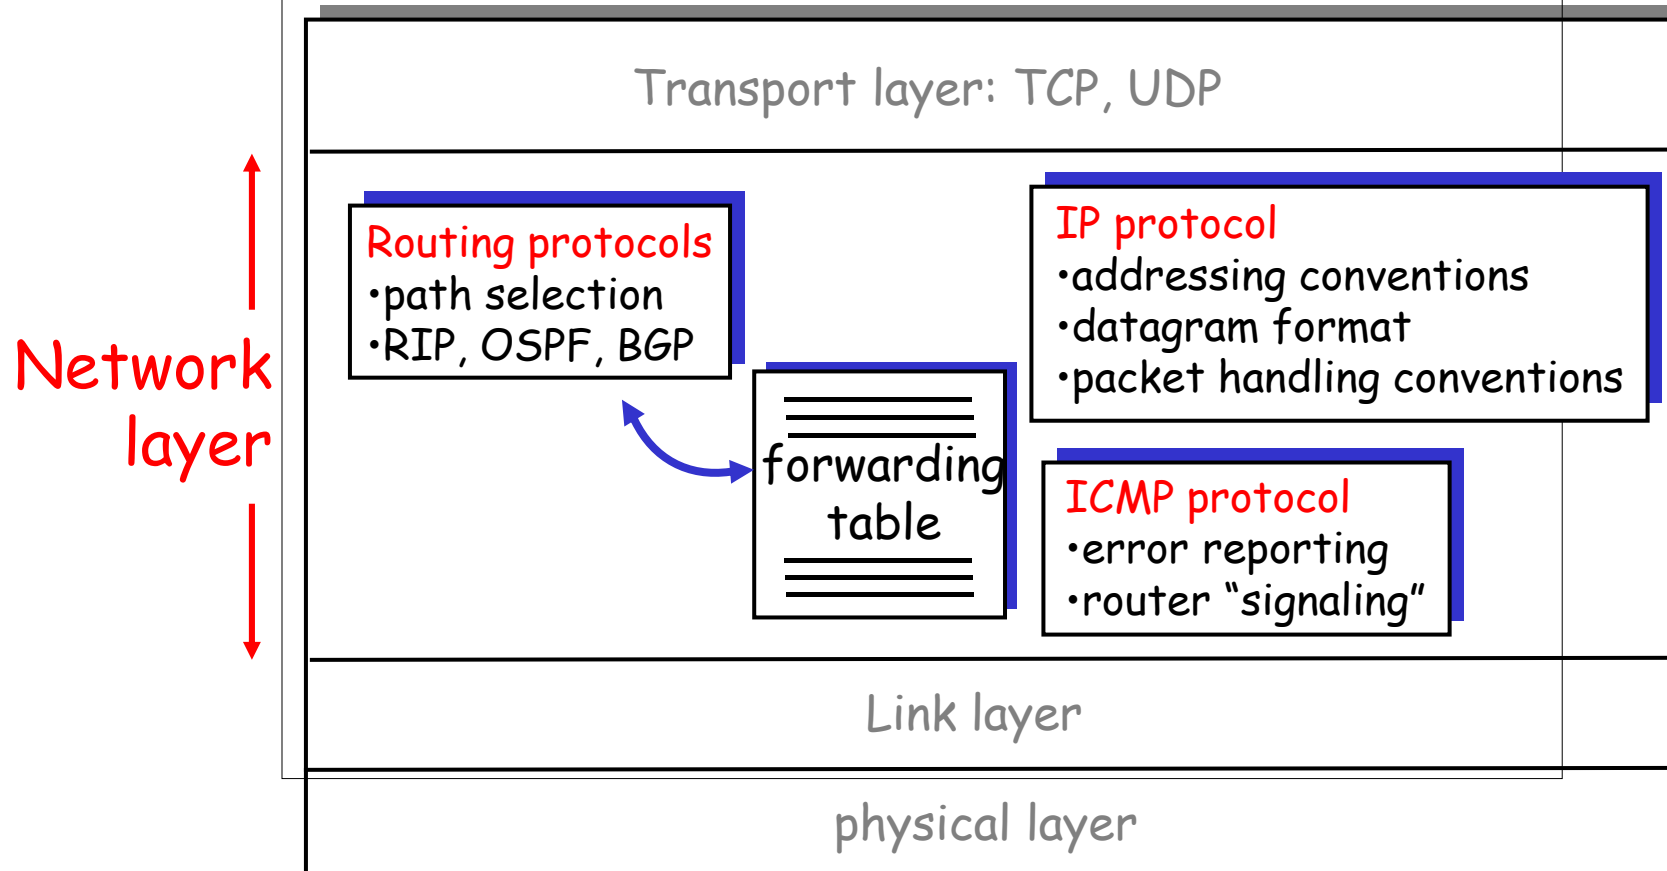 Transport layer: TCP, UDP
Network
layer
Routing protocols
•path selection
•RIP, OSPF, BGP
forwarding
table
IP protocol
•addressing conventions
•datagram format
•packet handling conventions
ICMP protocol
•error reporting
•router “signaling”
Link layer
physical layer